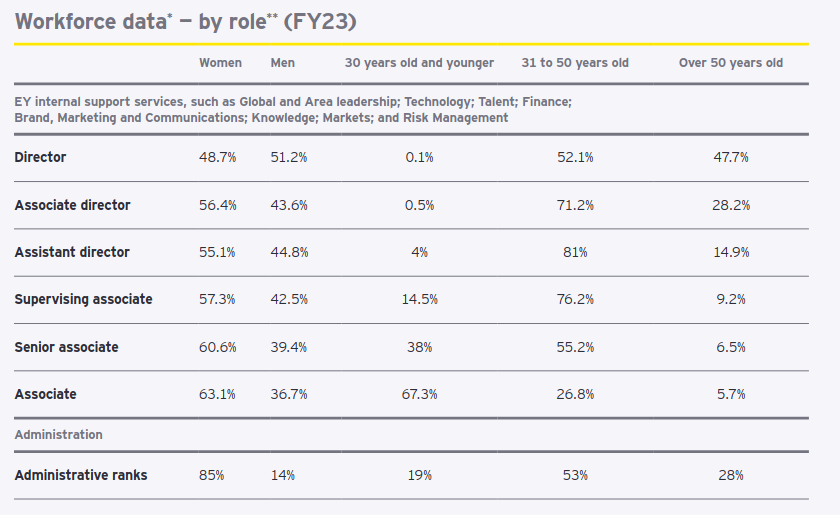 Workforce data* – by role** (FY23)
Women Men 30 years old and younger 31 to 50 years old Over 50 years old
EY internal support services, such as Global and Area leadership; Technology; Talent; Finance;
Brand, Marketing and Communications; Knowledge; Markets; and Risk Management
Director 48.7% 51.2% 0.1% 52.1% 47.7%
Associate director 56.4% 43.6% 0.5% 71.2% 28.2%
Assistant director 55.1% 44.8% 4% 81% 14.9%
Supervising associate 57.3% 42.5% 14.5% 76.2% 9.2%
Senior associate 60.6% 39.4% 38% 55.2% 6.5%
Associate 63.1% 36.7% 67.3% 26.8% 5.7%
Administration
Administrative ranks 85% 14% 19% 53% 28%